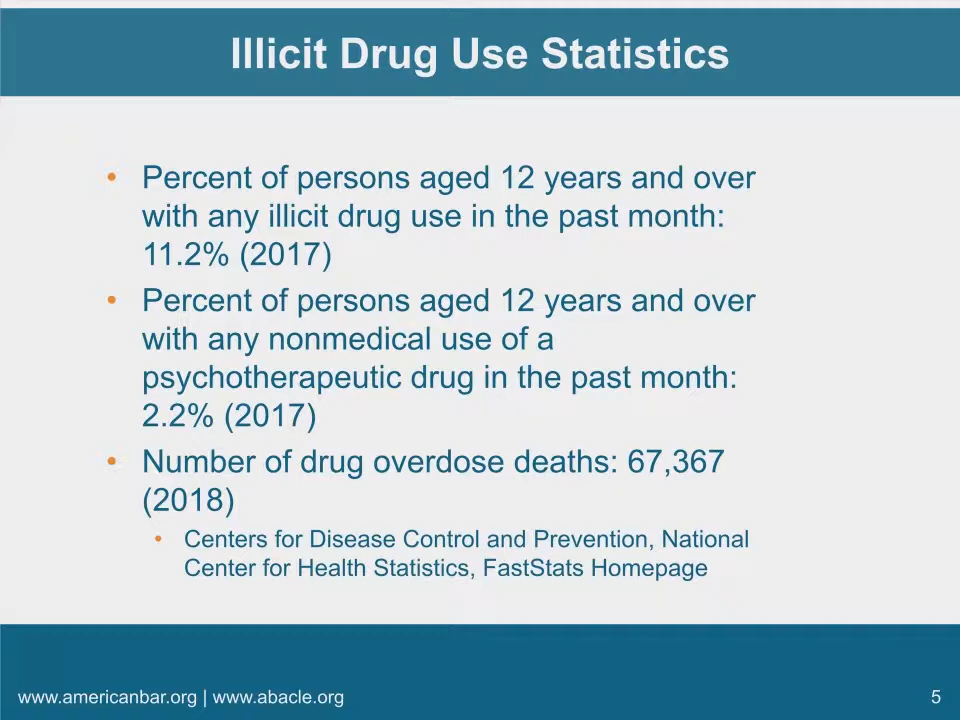 Illicit Drug Use Statistics
• Percent of persons aged 12 years and over
with any illicit drug use in the past month:
11.2% (2017)
• Percent of persons aged 12 years and over
with any nonmedical use of a
psychotherapeutic drug in the past month:
2.2% (2017)
• Number of drug overdose deaths: 67,367
(2018)
• Centers for Disease Control and Prevention, National
Center for Health Statistics, FastStats Homepage
www.americanbar.org | www.abacle.org 5